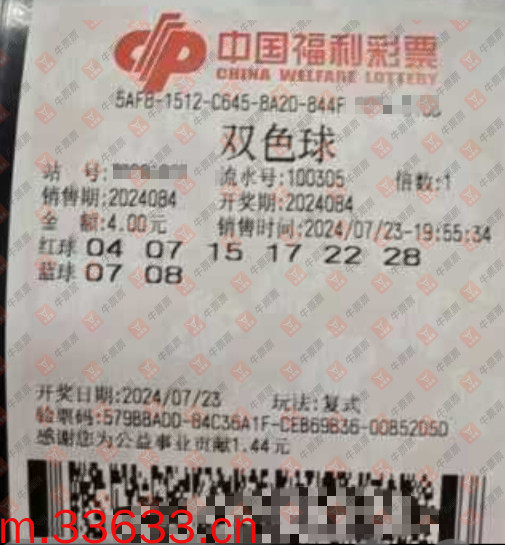 中国福利彩票
CHINA WELFARE LOTTERY
5AFB-1512-C645-8A20-844F
双色球
站 号: 流水号:100305 倍数:1
销售期:2024084 开奖期:2024084
金 额:4.00元 销售时间:2024/07/23-19:55:34
红球 04 07 15 17 22 28
蓝球 07 08
开奖日期:2024/07/23 玩法:复式
验票码:579B8ADD-84C36A1F-CEB69B36-0085205D
感谢您为公益事业贡献1.44元
m.33633.cn